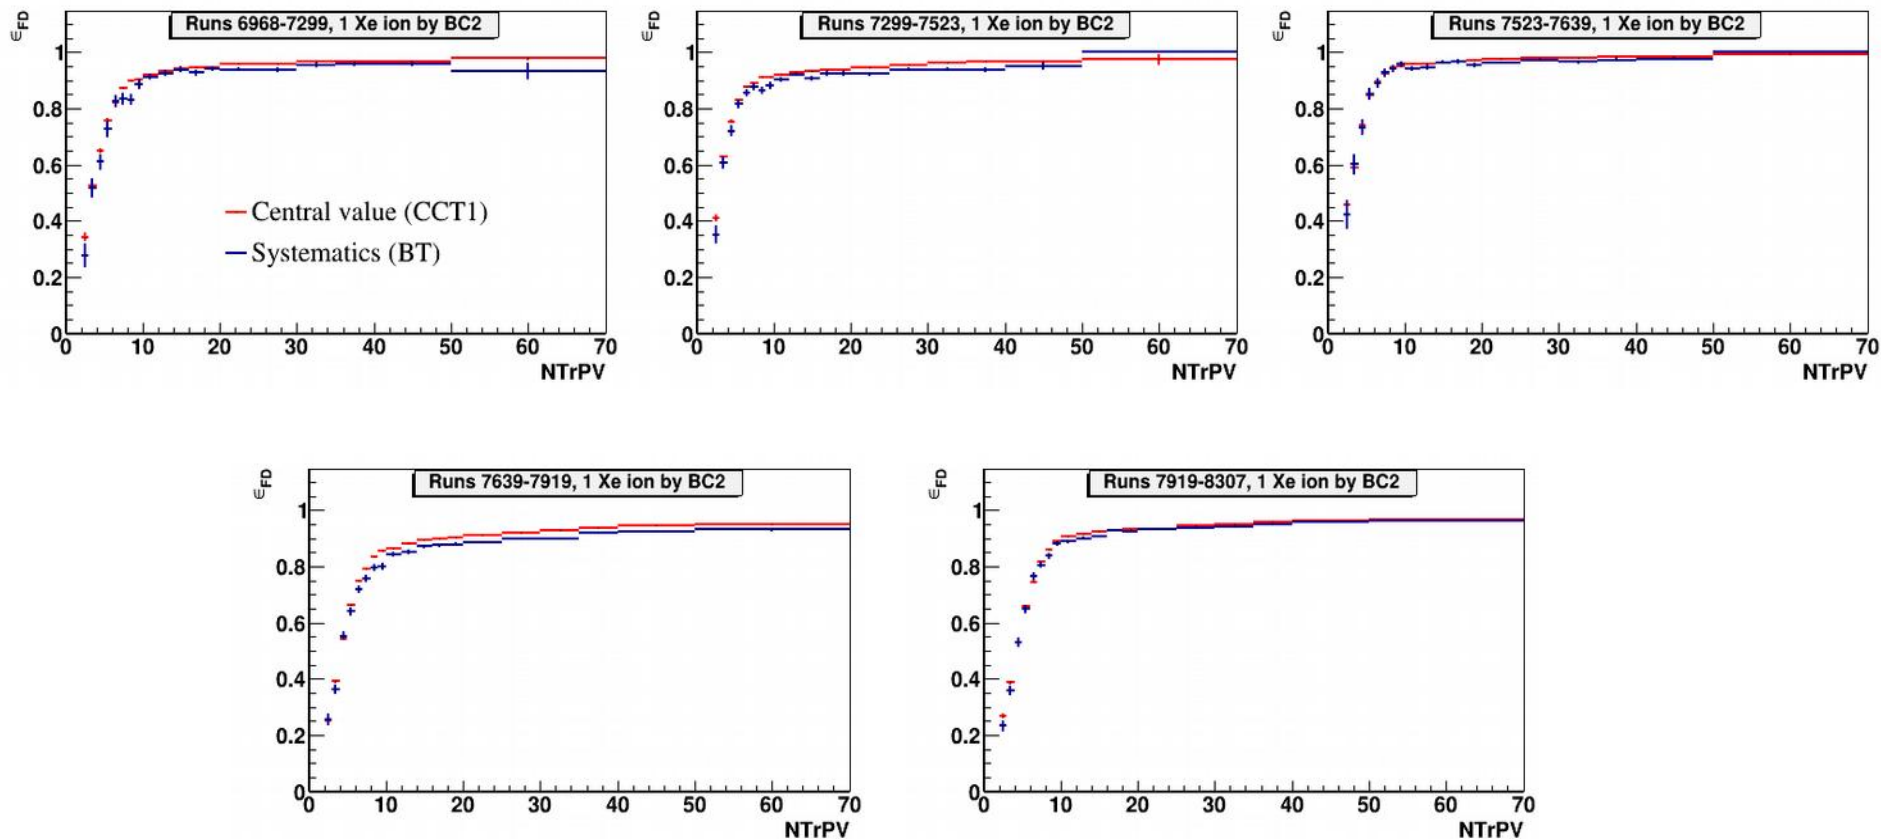 Runs 6968-7299, 1 Xe ion by BC2
ϵFD
1
0.8
0.6
0.4
0.2
0
Central value (CCT1)
Systematics (BT)
0 10 20 30 40 50 60 70
NTrPV
Runs 7299-7523, 1 Xe ion by BC2
ϵFD
1
0.8
0.6
0.4
0.2
0
0 10 20 30 40 50 60 70
NTrPV
Runs 7523-7639, 1 Xe ion by BC2
ϵFD
1
0.8
0.6
0.4
0.2
0
0 10 20 30 40 50 60 70
NTrPV
Runs 7639-7919, 1 Xe ion by BC2
ϵFD
1
0.8
0.6
0.4
0.2
0
0 10 20 30 40 50 60 70
NTrPV
Runs 7919-8307, 1 Xe ion by BC2
ϵFD
1
0.8
0.6
0.4
0.2
0
0 10 20 30 40 50 60 70
NTrPV